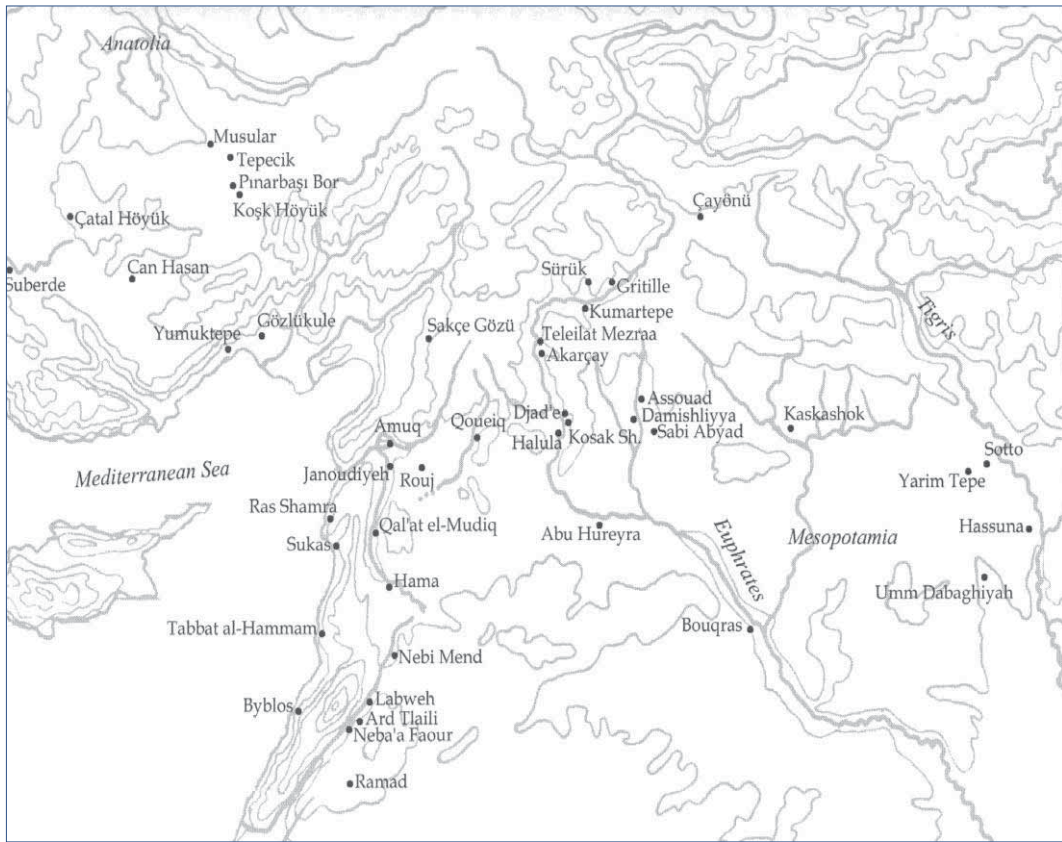 Anatolia
Musular
Tepecik
Pınarbaşı Bor
Koşk Höyük
Çatal Höyük
Çayônü
Can Hasan
Suberde
Sürük
Gritille
Kumartepe
Tigris
Gözlükule
Yumuktepe
Sakçe Gözü
Teleilat Mezraa
Akarçay
Assouad
Djad'e
Damishliyya
Kaskashok
Amuq
Qoueiq
Halula
Kosak Sh.
Sabi Abyad
Mediterranean Sea
Janoudiyeh
Rouj
Sotto
Yarim Tepe
Ras Shamra
Qal'at el-Mudiq
Abu Hureyra
Euphrates
Mesopotamia
Hassuna
Sukas
Hama
Umm Dabaghiyah
Tabbat al-Hammam
Bouqras
Nebi Mend
Byblos
Labweh
Ard Tlaili
Neba'a Faour
Ramad